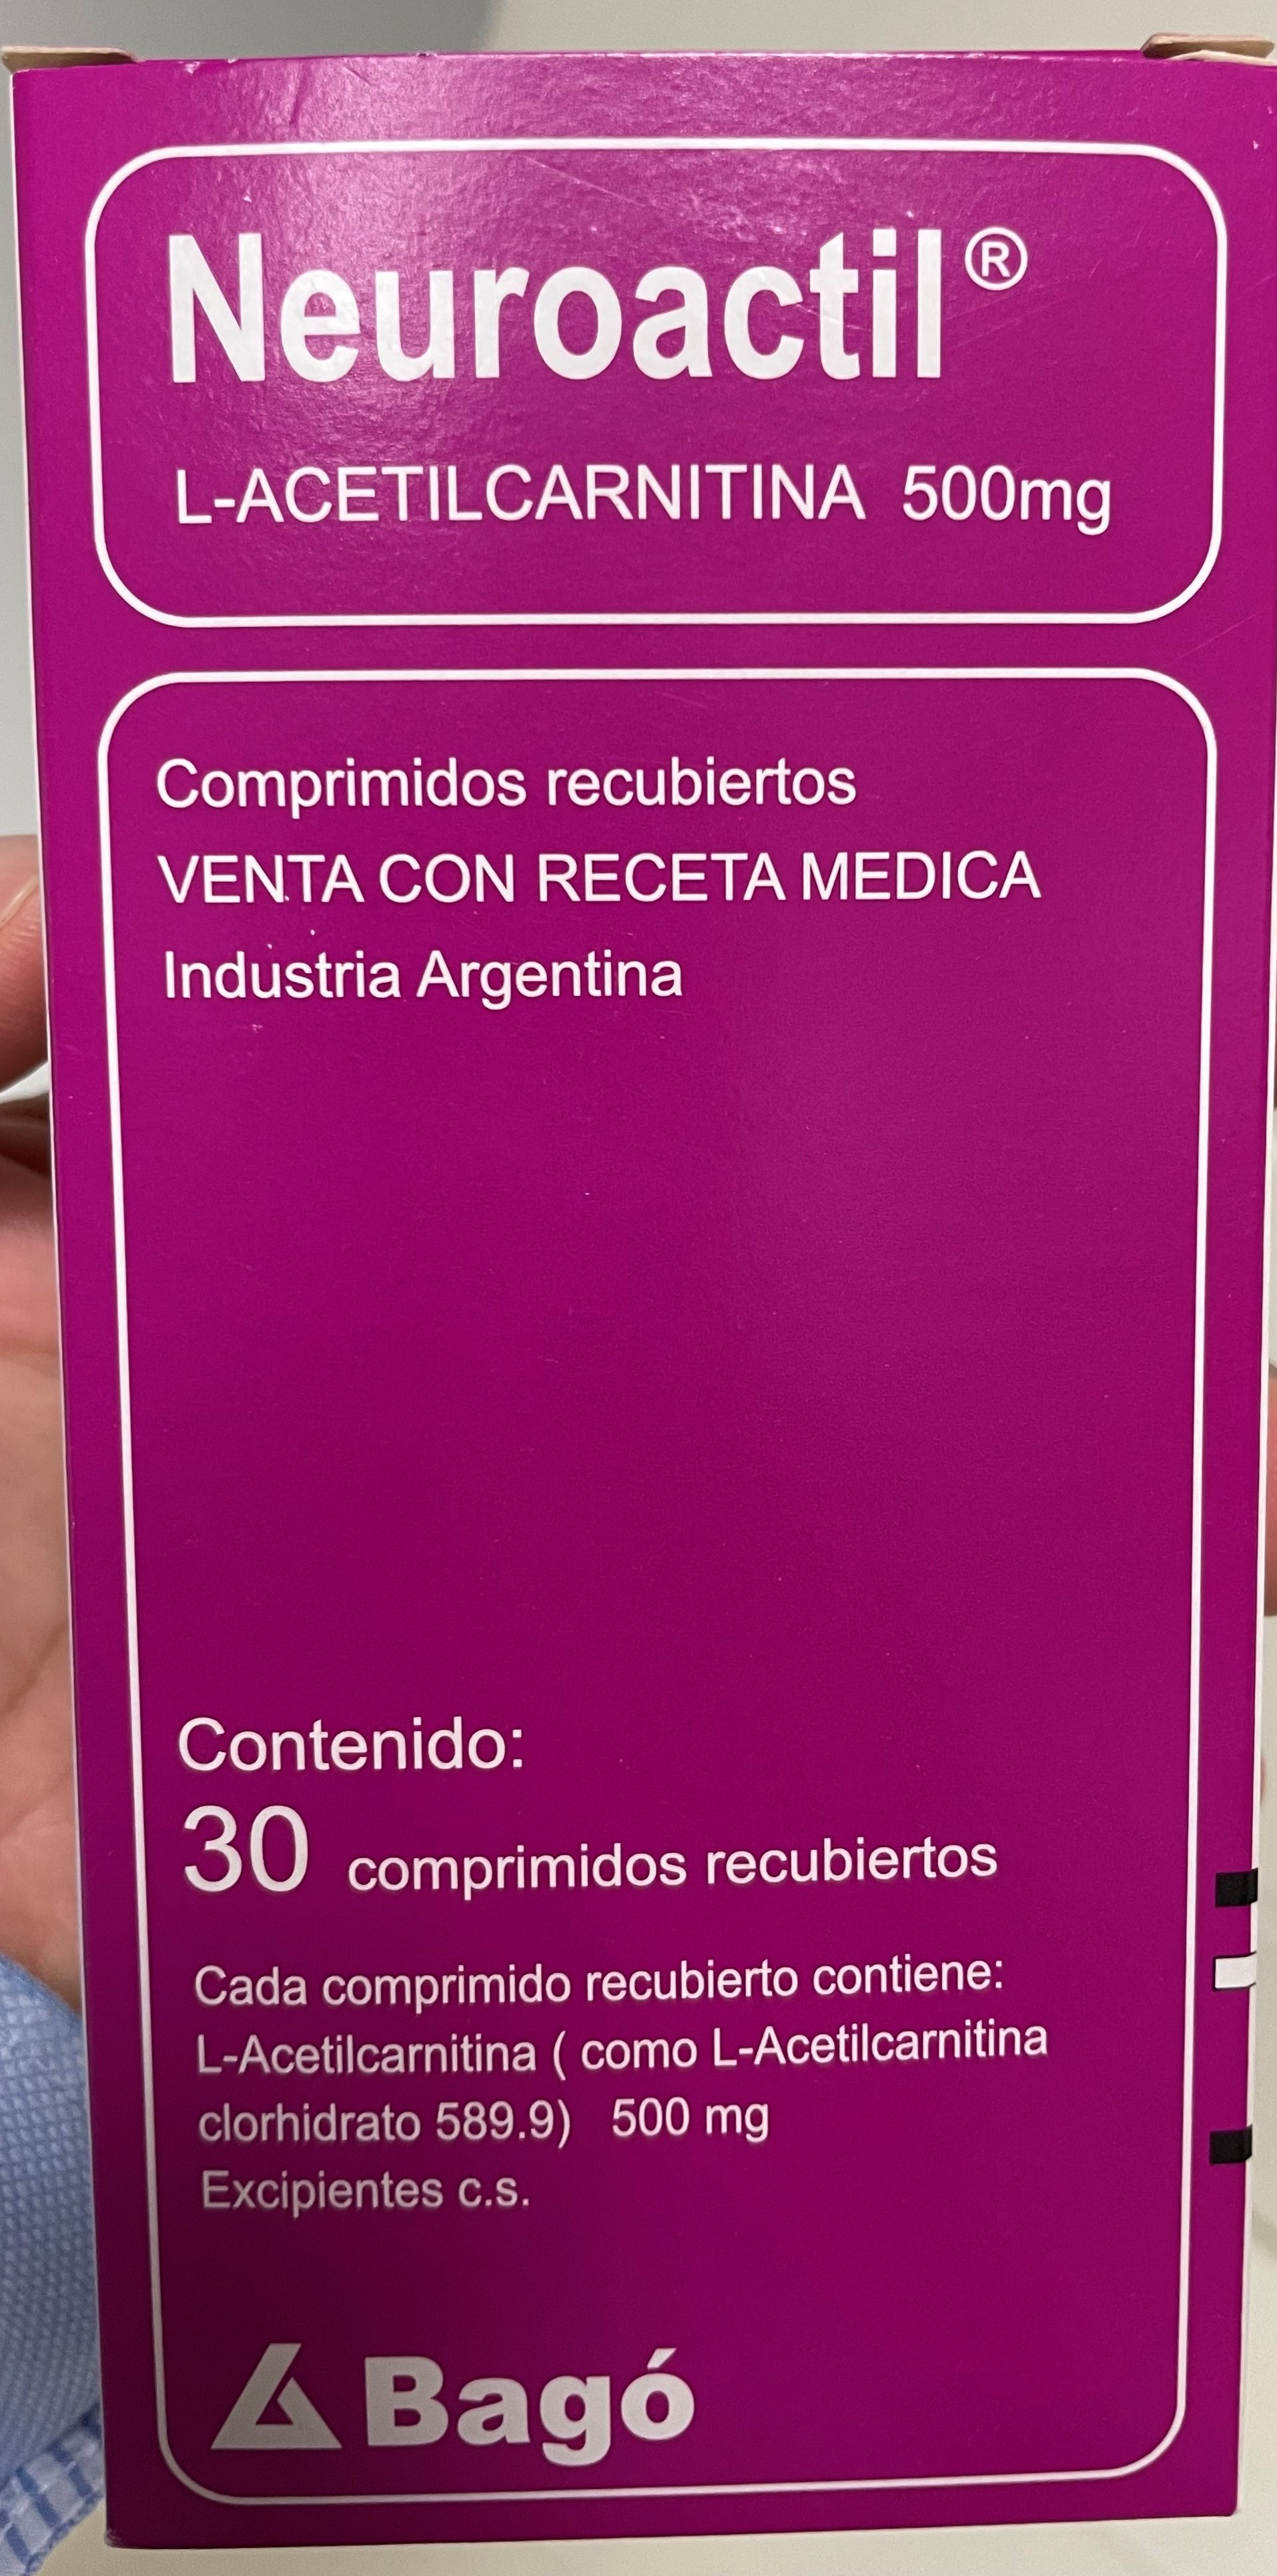 Neuroactil®
L-ACETILCARNITINA 500mg
Comprimidos recubiertos
VENTA CON RECETA MEDICA
Industria Argentina
Contenido:
30 comprimidos recubiertos
Cada comprimido recubierto contiene:
L-Acetilcarnitina ( como L-Acetilcarnitina
clorhidrato 589.9) 500 mg
Excipientes c.s.
Bagó